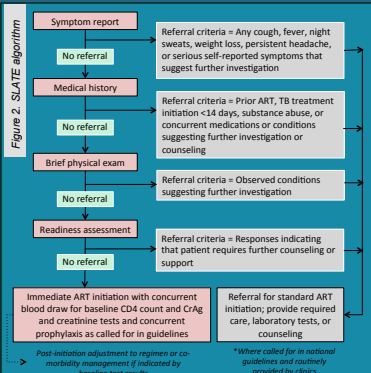 Figure 2. SLATE algorithm
Symptom report
No referral
Referral criteria = Any cough, fever, night
sweats, weight loss, persistent headache,
or serious self-reported symptoms that
suggest further investigation
Medical history
No referral
Referral criteria = Prior ART, TB treatment
initiation <14 days, substance abuse, or
concurrent medications or conditions
suggesting further investigation or
counseling
Brief physical exam
No referral
Referral criteria = Observed conditions
suggesting further investigation
Readiness assessment
No referral
Referral criteria = Responses indicating
that patient requires further counseling or
support
Immediate ART initiation with concurrent
blood draw for baseline CD4 count and CrAg
and creatinine tests and concurrent
prophylaxis as called for in guidelines
Referral for standard ART
initiation; provide required
care, laboratory tests, or
counseling
Post-initiation adjustment to regimen or co-
morbidity management if indicated by
baseline test results
*Where called for in national
guidelines and routinely
provided by clinics